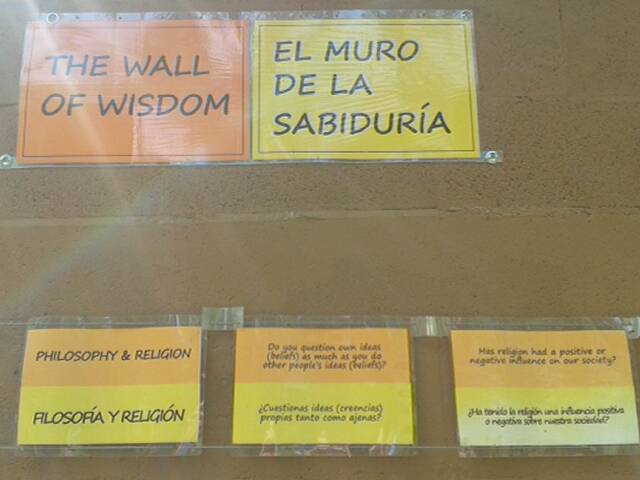 THE WALL
OF WISDOM
EL MURO
DE LA
SABIDURÍA
PHILOSOPHY & RELIGION
FILOSOFÍA Y RELIGIÓN
Do you question own ideas
(beliefs) as much as you do
other people's ideas (beliefs)?
¿Cuestionas ideas (creencias)
propias tanto como ajenas?
Has religion had a positive or
negative influence on our society?
¿Ha tenido la religión una influencia positiva
o negativa sobre nuestra sociedad?